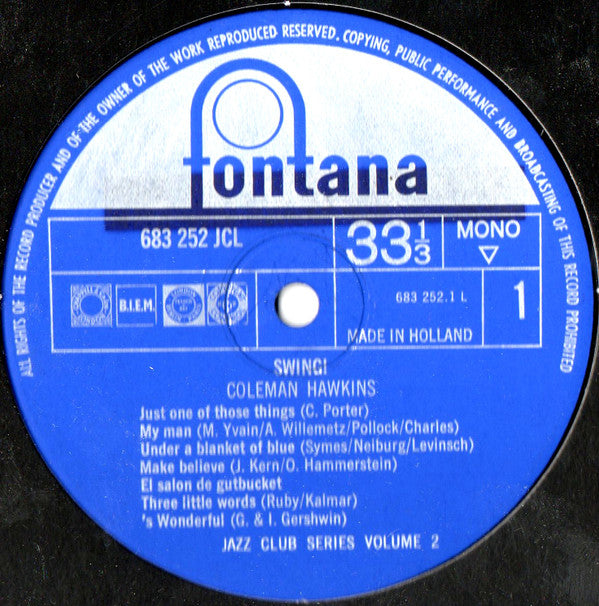 ALL RIGHTS OF THE RECORD PRODUCER AND OF THE OWNER OF THE WORK REPRODUCED RESERVED. COPYING, PUBLIC PERFORMANCE AND BROADCASTING OF THIS RECORD PROHIBITED
fontana
683 252 JCL
33 1/3
MONO
B.I.E.M.
683 252.1 L
1
MADE IN HOLLAND
SWING!
COLEMAN HAWKINS
Just one of those things (C. Porter)
My man (M. Yvain/A. Willemetz/Pollock/Charles)
Under a blanket of blue (Symes/Neiburg/Levinsch)
Make believe (J. Kern/O. Hammerstein)
El salon de gutbucket
Three little words (Ruby/Kalmar)
's Wonderful (G. & I. Gershwin)
JAZZ CLUB SERIES VOLUME 2